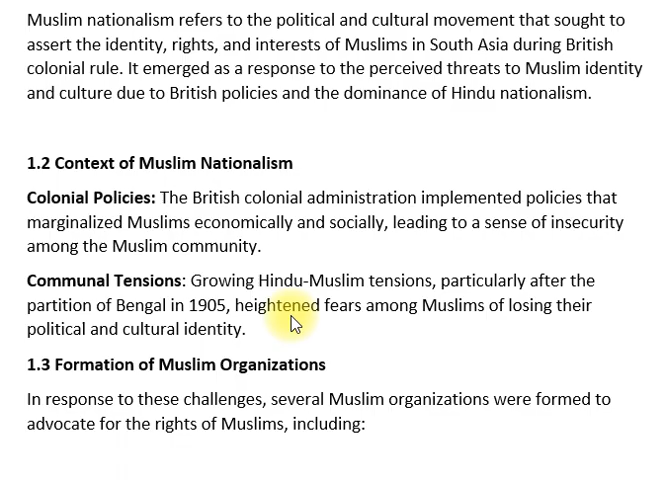 Muslim nationalism refers to the political and cultural movement that sought to
assert the identity, rights, and interests of Muslims in South Asia during British
colonial rule. It emerged as a response to the perceived threats to Muslim identity
and culture due to British policies and the dominance of Hindu nationalism.
1.2 Context of Muslim Nationalism
Colonial Policies: The British colonial administration implemented policies that
marginalized Muslims economically and socially, leading to a sense of insecurity
among the Muslim community.
Communal Tensions: Growing Hindu-Muslim tensions, particularly after the
partition of Bengal in 1905, heightened fears among Muslims of losing their
political and cultural identity.
1.3 Formation of Muslim Organizations
In response to these challenges, several Muslim organizations were formed to
advocate for the rights of Muslims, including: